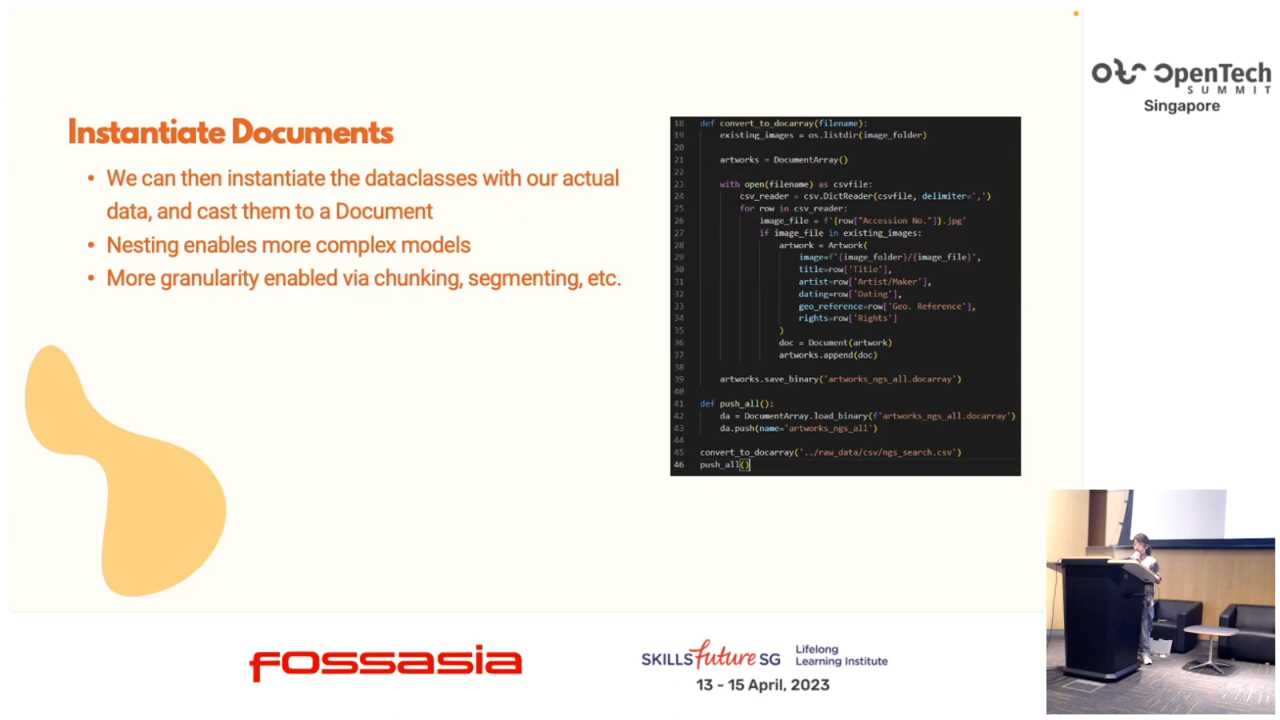 Instantiate Documents
• We can then instantiate the dataclasses with our actual
data, and cast them to a Document
• Nesting enables more complex models
• More granularity enabled via chunking, segmenting, etc.
18 def convert_to_docarray(filename):
19 existing_images = os.listdir(image_folder)
20
21 artworks = DocumentArray()
22
23 with open(filename) as csvfile:
24 csv_reader = csv.DictReader(csvfile, delimiter=',')
25 for row in csv_reader:
26 image_file = f'{row["Accession No."]}.jpg'
27 if image_file in existing_images:
28 artwork = Artwork(
29 image=f'{image_folder}/{image_file}',
30 title=row['Title'],
31 artist=row['Artist/Maker'],
32 dating=row['Dating'],
33 geo_reference=row['Geo. Reference'],
34 rights=row['Rights']
35 )
36 doc = Document(artwork)
37 artworks.append(doc)
38
39 artworks.save_binary('artworks_ngs_all.docarray')
40
41 def push_all():
42 da = DocumentArray.load_binary(f'artworks_ngs_all.docarray')
43 da.push(name='artworks_ngs_all')
44
45 convert_to_docarray('../raw_data/csv/ngs_search.csv')
46 push_all()
OpenTech
SUMMIT
Singapore
fossasia
SKILLSfuture SG
Lifelong
Learning Institute
13 - 15 April, 2023